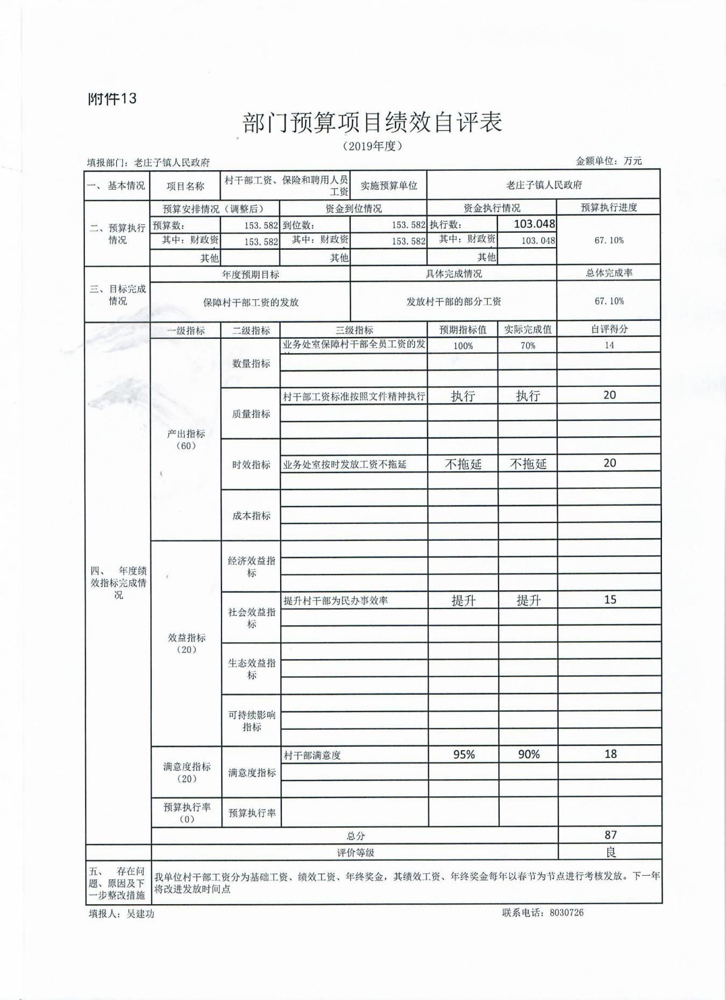 附件13
部门预算项目绩效自评表
（2019年度）
填报部门：老庄子镇人民政府 金额单位：万元
一、基本情况 项目名称 村干部工资、保险和聘用人员工资 实施预算单位 老庄子镇人民政府
二、预算执行情况 预算安排情况（调整后） 资金到位情况 资金执行情况 预算执行进度
预算数： 153.582 到位数： 153.582 执行数： 103.048 67.10%
其中：财政资 153.582 其中：财政资 153.582 其中：财政资 103.048
其他 其他 其他
三、目标完成情况 年度预期目标 具体完成情况 总体完成率
保障村干部工资的发放 发放村干部的部分工资 67.10%
四、 年度绩效指标完成情况 一级指标 二级指标 三级指标 预期指标值 实际完成值 自评得分
产出指标（60） 数量指标 业务处室保障村干部全员工资的发 100% 70% 14
质量指标 村干部工资标准按照文件精神执行 执行 执行 20
时效指标 业务处室按时发放工资不拖延 不拖延 不拖延 20
成本指标
效益指标（20） 经济效益指标
社会效益指标 提升村干部为民办事效率 提升 提升 15
生态效益指标
可持续影响指标
满意度指标（20） 满意度指标 村干部满意度 95% 90% 18
预算执行率（0） 预算执行率
总分 87
评价等级 良
五、 存在问题、原因及下一步整改措施
我单位村干部工资分为基础工资、绩效工资、年终奖金，其绩效工资、年终奖金每年以春节为节点进行考核发放。下一年
将改进发放时间点
填报人：吴建功 联系电话：8030726